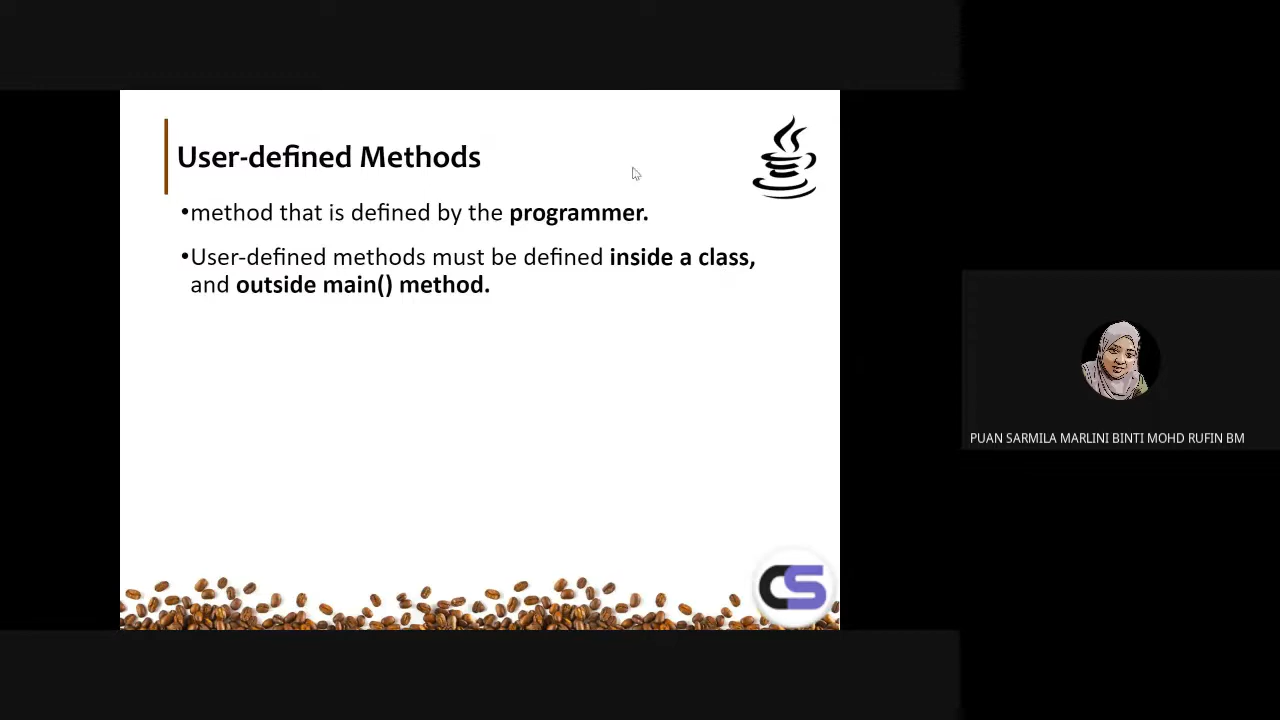 User-defined Methods
•method that is defined by the programmer.
•User-defined methods must be defined inside a class,
and outside main() method.
CS
PUAN SARMILA MARLINI BINTI MOHD RUFIN BM